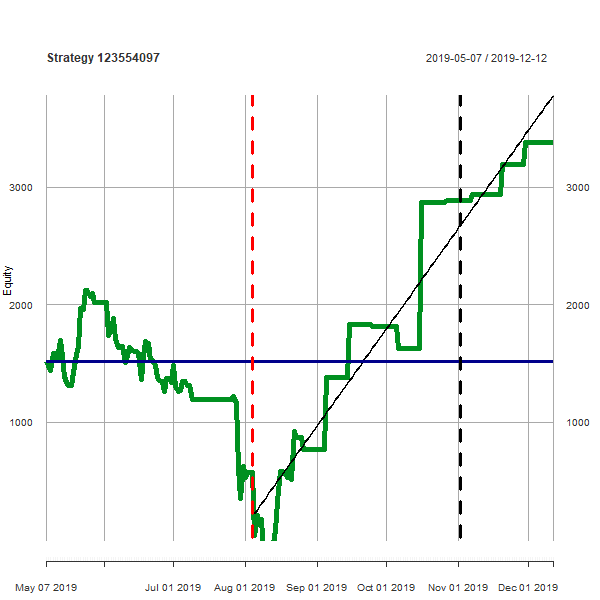 Strategy 123554097
2019-05-07 / 2019-12-12
Equity
3000
3000
2000
2000
1000
1000
May 07 2019
Jul 01 2019
Aug 01 2019
Sep 01 2019
Oct 01 2019
Nov 01 2019
Dec 01 2019